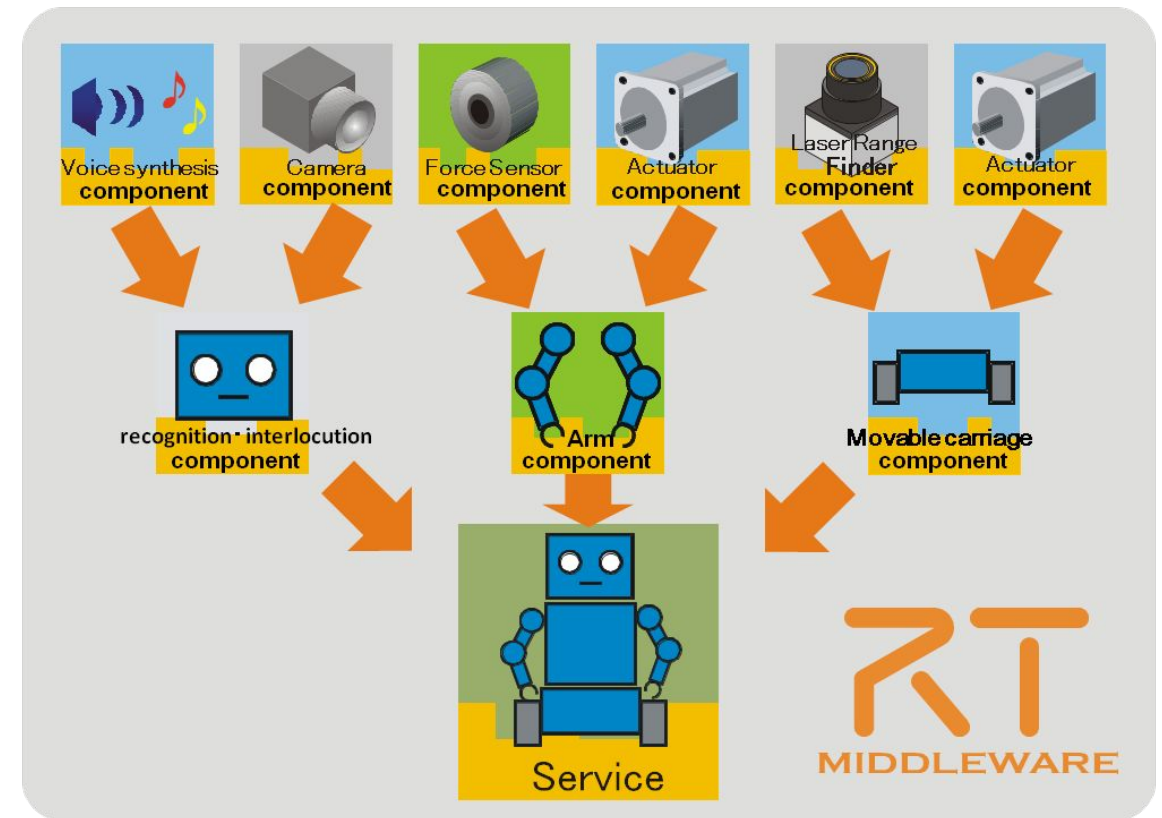 Voice synthesis
component
Camera
component
Force Sensor
component
Actuator
component
Laser Range
Finder
component
Actuator
component
recognition・interlocution
component
Arm
component
Movable carriage
component
Service
RT
MIDDLEWARE